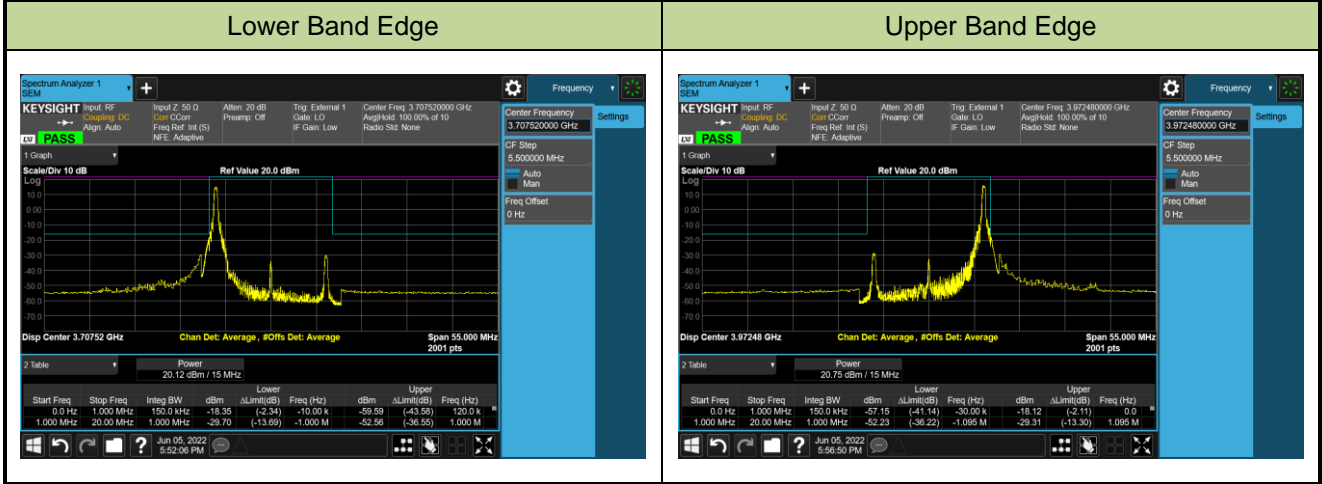 Lower Band Edge
Upper Band Edge
Spectrum Analyzer 1
SEM
Frequency
KEYSIGHT
Input: RF
Coupling: DC
Align: Auto
Input Z: 50 Ω
Corr CCorr
Freq Ref: Int (S)
NFE: Adaptive
Atten: 20 dB
Preamp: Off
Trig: External 1
Gate: LO
IF Gain: Low
Center Freq: 3.707520000 GHz
Avg|Hold: 100.00% of 10
Radio Std: None
LXI
PASS
Center Frequency
3.707520000 GHz
Settings
CF Step
5.500000 MHz
Auto
Man
Freq Offset
0 Hz
1 Graph
Scale/Div 10 dB
Ref Value 20.0 dBm
Log
10.0
0.00
-10.0
-20.0
-30.0
-40.0
-50.0
-60.0
-70.0
Disp Center 3.70752 GHz
Chan Det: Average, #Offs Det: Average
Span 55.000 MHz
2001 pts
2 Table
Power
20.12 dBm / 15 MHz
Lower Upper
Start Freq Stop Freq Integ BW dBm ΔLimit(dB) Freq (Hz) dBm ΔLimit(dB) Freq (Hz)
0.0 Hz 1.000 MHz 150.0 kHz -18.35 (-2.34) -10.00 k -59.59 (-43.58) 120.0 k
1.000 MHz 20.00 MHz 1.000 MHz -29.70 (-13.69) -1.000 M -52.56 (-36.55) 1.000 M
?
Jun 05, 2022
5:52:06 PM
Spectrum Analyzer 1
SEM
Frequency
KEYSIGHT
Input: RF
Coupling: DC
Align: Auto
Input Z: 50 Ω
Corr CCorr
Freq Ref: Int (S)
NFE: Adaptive
Atten: 20 dB
Preamp: Off
Trig: External 1
Gate: LO
IF Gain: Low
Center Freq: 3.972480000 GHz
Avg|Hold: 100.00% of 10
Radio Std: None
LXI
PASS
Center Frequency
3.972480000 GHz
Settings
CF Step
5.500000 MHz
Auto
Man
Freq Offset
0 Hz
1 Graph
Scale/Div 10 dB
Ref Value 20.0 dBm
Log
10.0
0.00
-10.0
-20.0
-30.0
-40.0
-50.0
-60.0
-70.0
Disp Center 3.97248 GHz
Chan Det: Average, #Offs Det: Average
Span 55.000 MHz
2001 pts
2 Table
Power
20.75 dBm / 15 MHz
Lower Upper
Start Freq Stop Freq Integ BW dBm ΔLimit(dB) Freq (Hz) dBm ΔLimit(dB) Freq (Hz)
0.0 Hz 1.000 MHz 150.0 kHz -57.15 (-41.14) -30.00 k -18.12 (-2.11) 0.0
1.000 MHz 20.00 MHz 1.000 MHz -52.23 (-36.22) -1.095 M -29.31 (-13.30) 1.095 M
?
Jun 05, 2022
5:56:50 PM